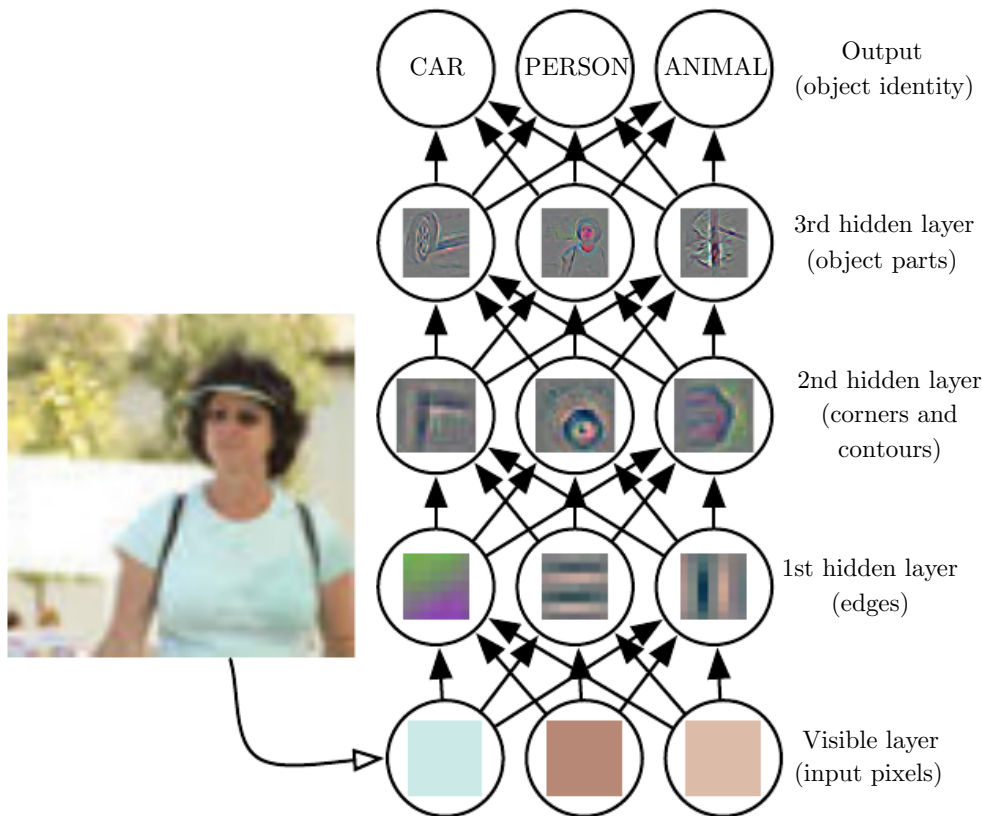 CAR
PERSON
ANIMAL
Output
(object identity)
3rd hidden layer
(object parts)
2nd hidden layer
(corners and
contours)
1st hidden layer
(edges)
Visible layer
(input pixels)